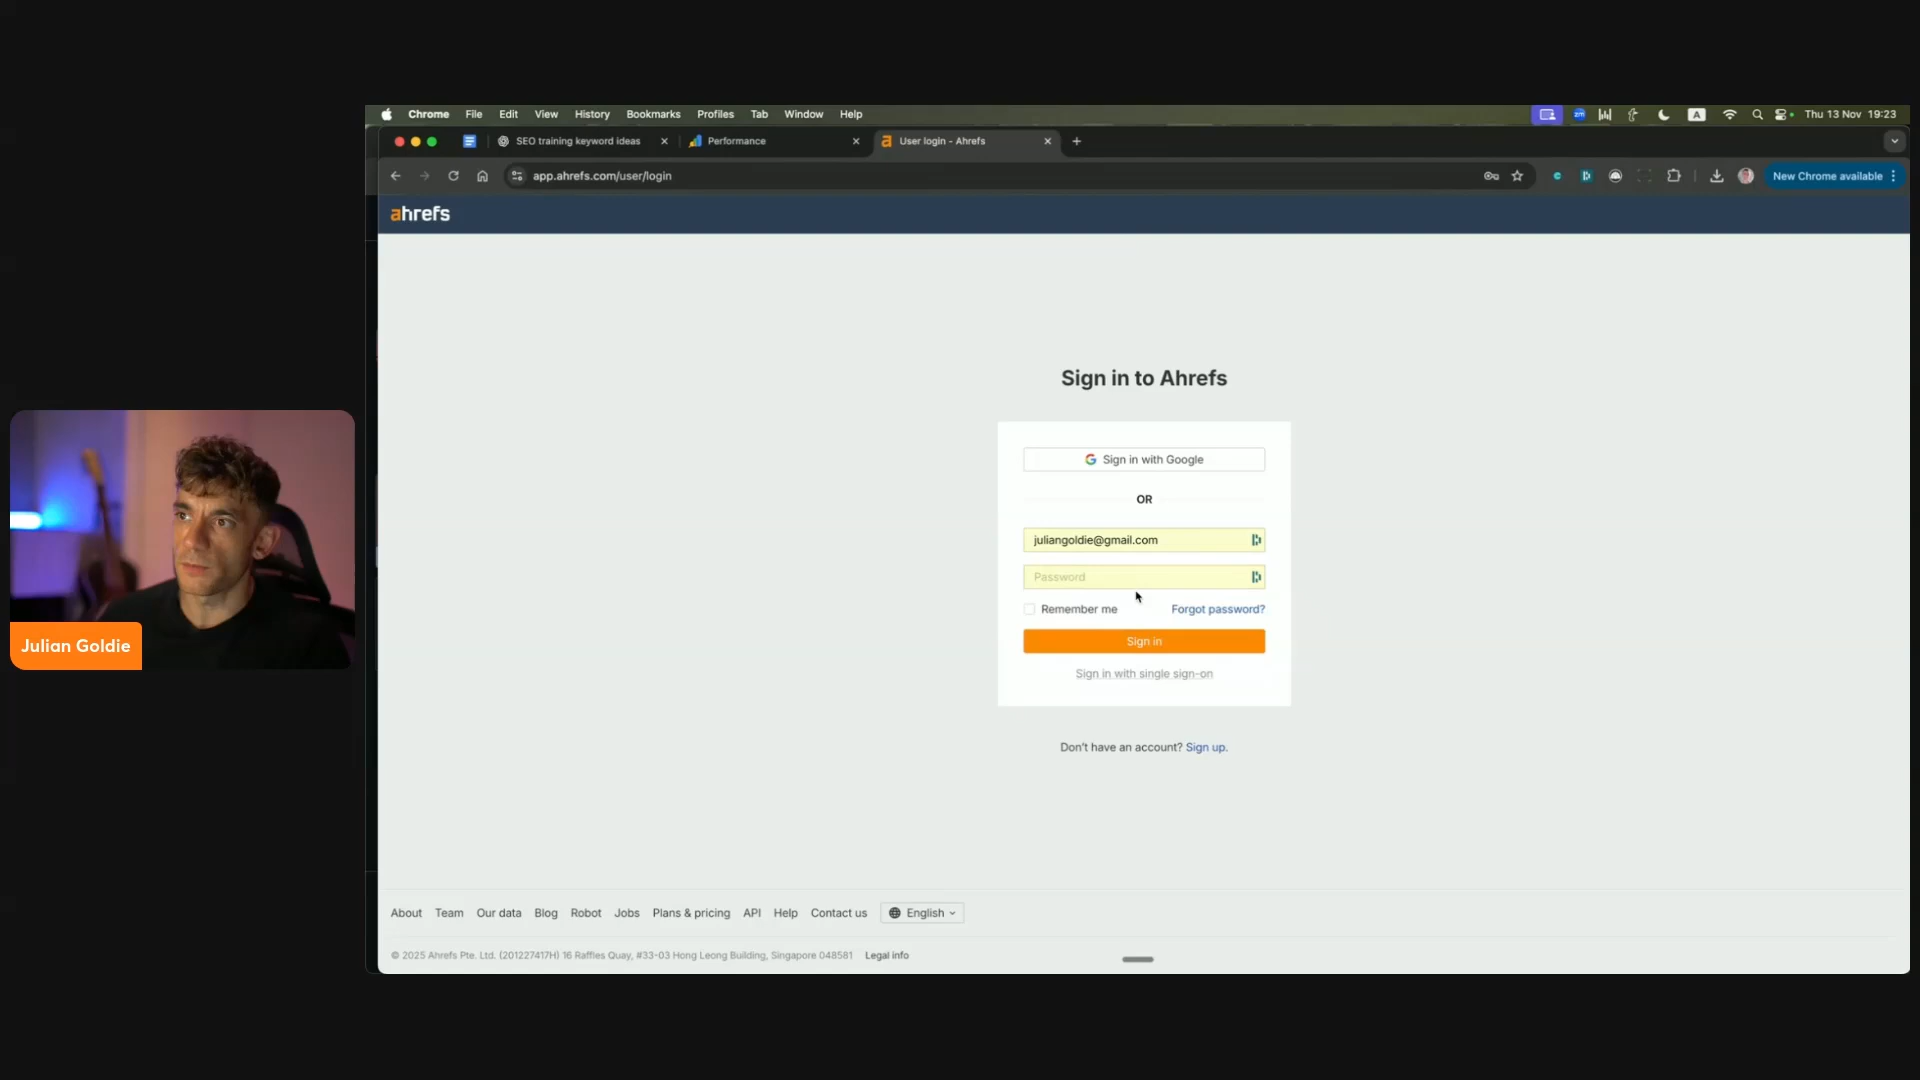 Chrome File Edit View History Bookmarks Profiles Tab Window Help
zm A Thu 13 Nov 19:23
SEO training keyword ideas
Performance
User login - Ahrefs
app.ahrefs.com/user/login
New Chrome available
ahrefs
Sign in to Ahrefs
Sign in with Google
OR
juliangoldie@gmail.com
Password
Remember me Forgot password?
Sign in
Sign in with single sign-on
Don't have an account? Sign up.
Julian Goldie
About Team Our data Blog Robot Jobs Plans & pricing API Help Contact us English
© 2025 Ahrefs Pte. Ltd. (201227417H) 16 Raffles Quay, #33-03 Hong Leong Building, Singapore 048581 Legal info